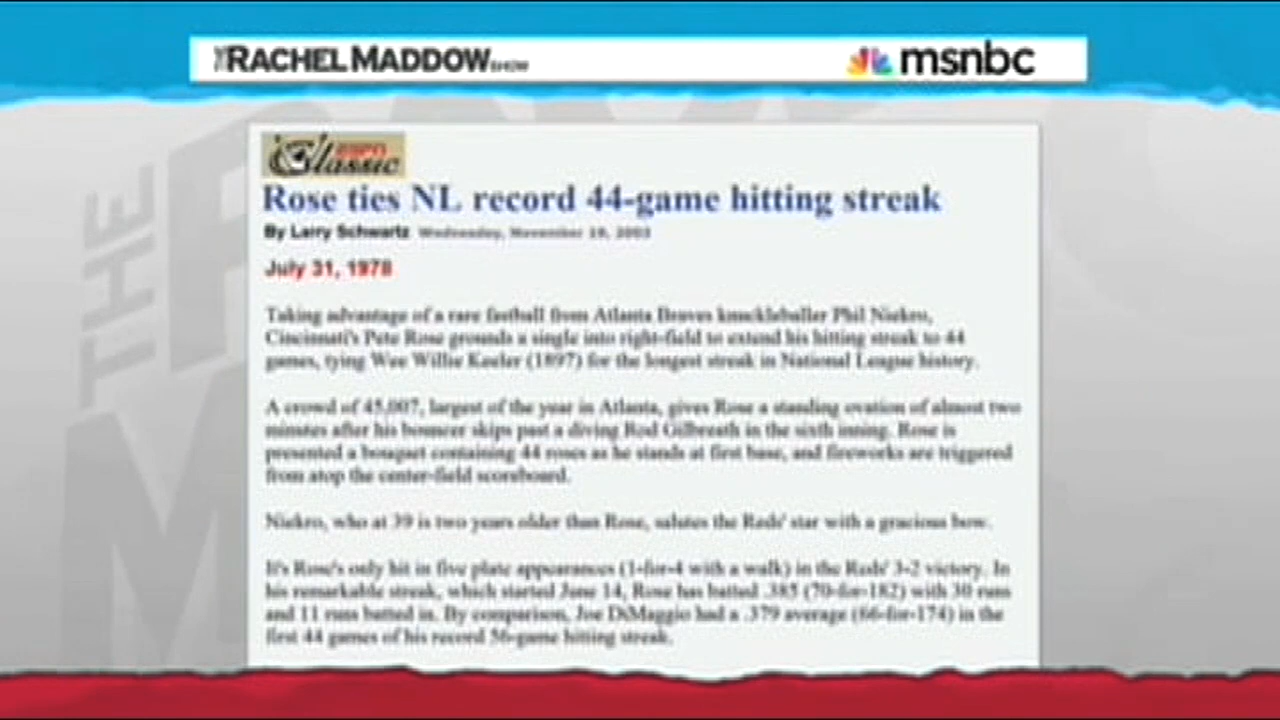 THE RACHEL MADDOW SHOW
msnbc
ESPN
Classic
Rose ties NL record 44-game hitting streak
By Larry Schwartz Wednesday, November 19, 2003
July 31, 1978
Taking advantage of a rare fastball from Atlanta Braves knuckleballer Phil Niekro,
Cincinnati's Pete Rose grounds a single into right-field to extend his hitting streak to 44
games, tying Wee Willie Keeler (1897) for the longest streak in National League history.
A crowd of 45,007, largest of the year in Atlanta, gives Rose a standing ovation of almost two
minutes after his bouncer skips past a diving Rod Gilbreath in the sixth inning. Rose is
presented a bouquet containing 44 roses as he stands at first base, and fireworks are triggered
from atop the center-field scoreboard.
Niekro, who at 39 is two years older than Rose, salutes the Reds' star with a gracious bow.
It's Rose's only hit in five plate appearances (1-for-4 with a walk) in the Reds' 3-2 victory. In
his remarkable streak, which started June 14, Rose has batted .385 (70-for-182) with 30 runs
and 11 runs batted in. By comparison, Joe DiMaggio had a .379 average (66-for-174) in the
first 44 games of his record 56-game hitting streak.
THE